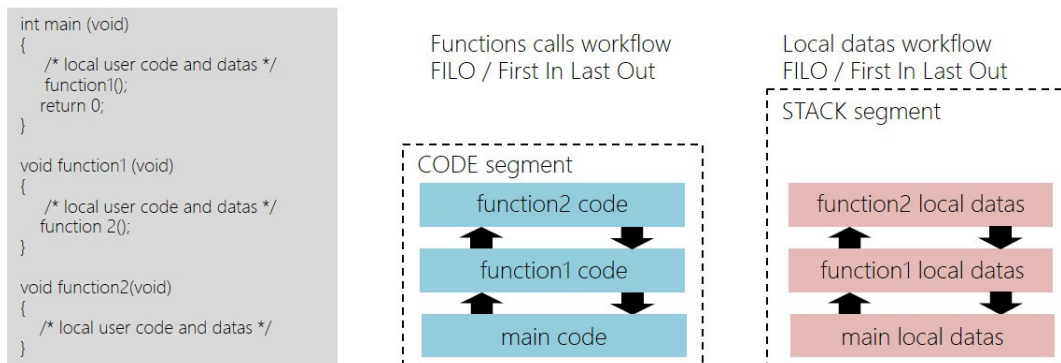 int main (void)
{
/* local user code and datas */
function1();
return 0;
}
void function1 (void)
{
/* local user code and datas */
function 2();
}
void function2(void)
{
/* local user code and datas */
}
Functions calls workflow
FILO / First In Last Out
CODE segment
function2 code
function1 code
main code
Local datas workflow
FILO / First In Last Out
STACK segment
function2 local datas
function1 local datas
main local datas